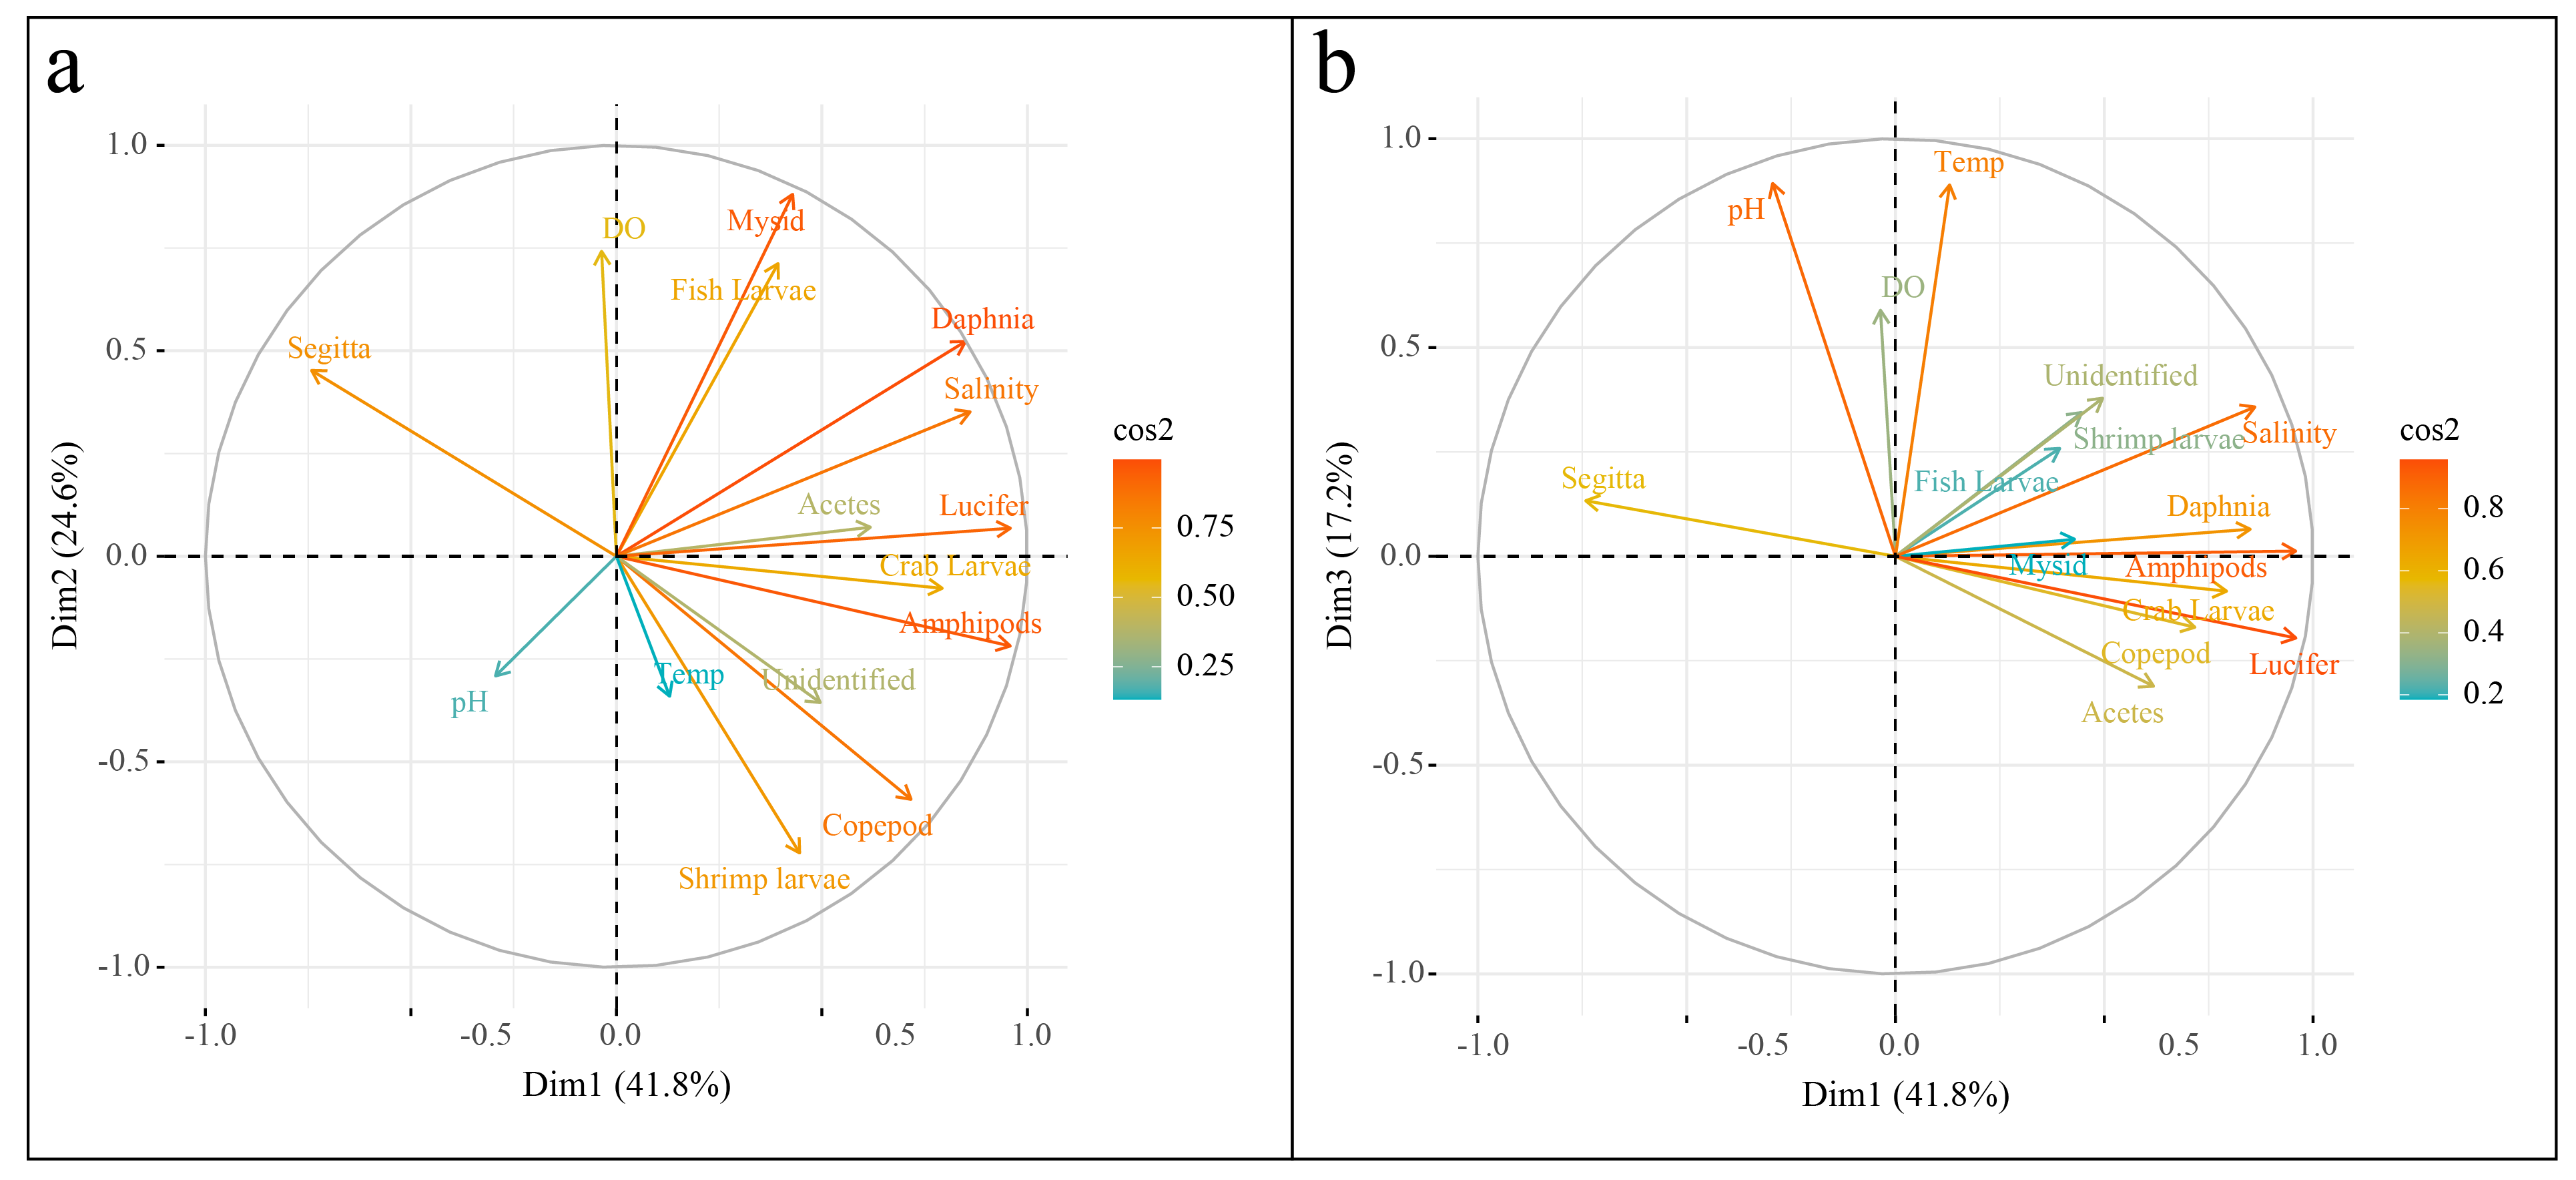 a
Dim2 (24.6%)
1.0
0.5
0.0
-0.5
-1.0
DO
Mysid
Fish Larvae
Daphnia
Segitta
Salinity
Acetes
Lucifer
Crab Larvae
Amphipods
Temp
Unidentified
pH
Copepod
Shrimp larvae
-1.0 -0.5 0.0 0.5 1.0
Dim1 (41.8%)
cos2
0.75
0.50
0.25
b
Dim3 (17.2%)
1.0
0.5
0.0
-0.5
-1.0
Temp
pH
DO
Unidentified
Shrimp larvae
Salinity
Segitta
Fish Larvae
Daphnia
Mysid
Amphipods
Crab Larvae
Copepod
Lucifer
Acetes
-1.0 -0.5 0.0 0.5 1.0
Dim1 (41.8%)
cos2
0.8
0.6
0.4
0.2